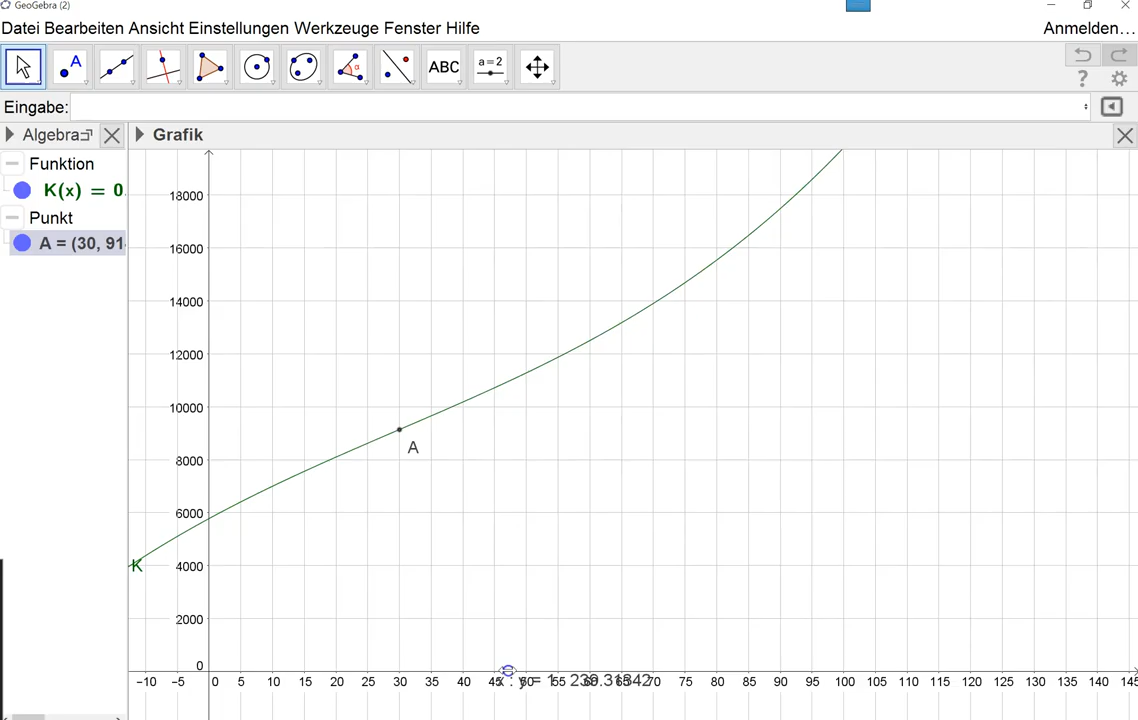 GeoGebra (2)
Datei Bearbeiten Ansicht Einstellungen Werkzeuge Fenster Hilfe
Anmelden...
A
α
ABC
a = 2
?
Eingabe:
Algebra
Grafik
Funktion
K(x) = 0.
Punkt
A = (30, 91
18000
16000
14000
12000
10000
8000
6000
4000
2000
0
A
K
-10 -5 0 5 10 15 20 25 30 35 40 45 50 55 60 65 70 75 80 85 90 95 100 105 110 115 120 125 130 135 140 145
x : y = 1 : 239.31342